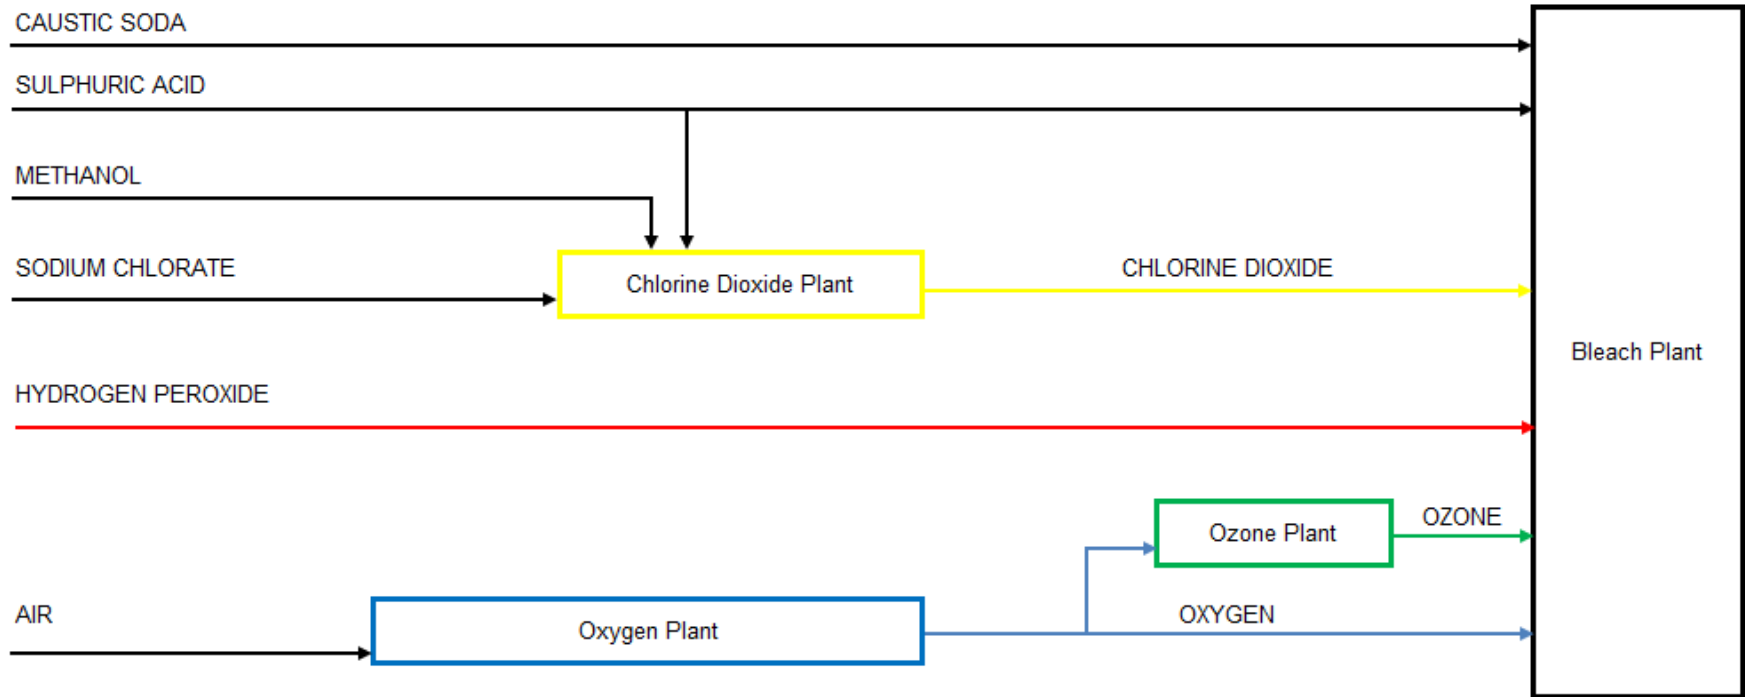 CAUSTIC SODA
SULPHURIC ACID
METHANOL
SODIUM CHLORATE
Chlorine Dioxide Plant
CHLORINE DIOXIDE
Bleach Plant
HYDROGEN PEROXIDE
Ozone Plant
OZONE
AIR
Oxygen Plant
OXYGEN